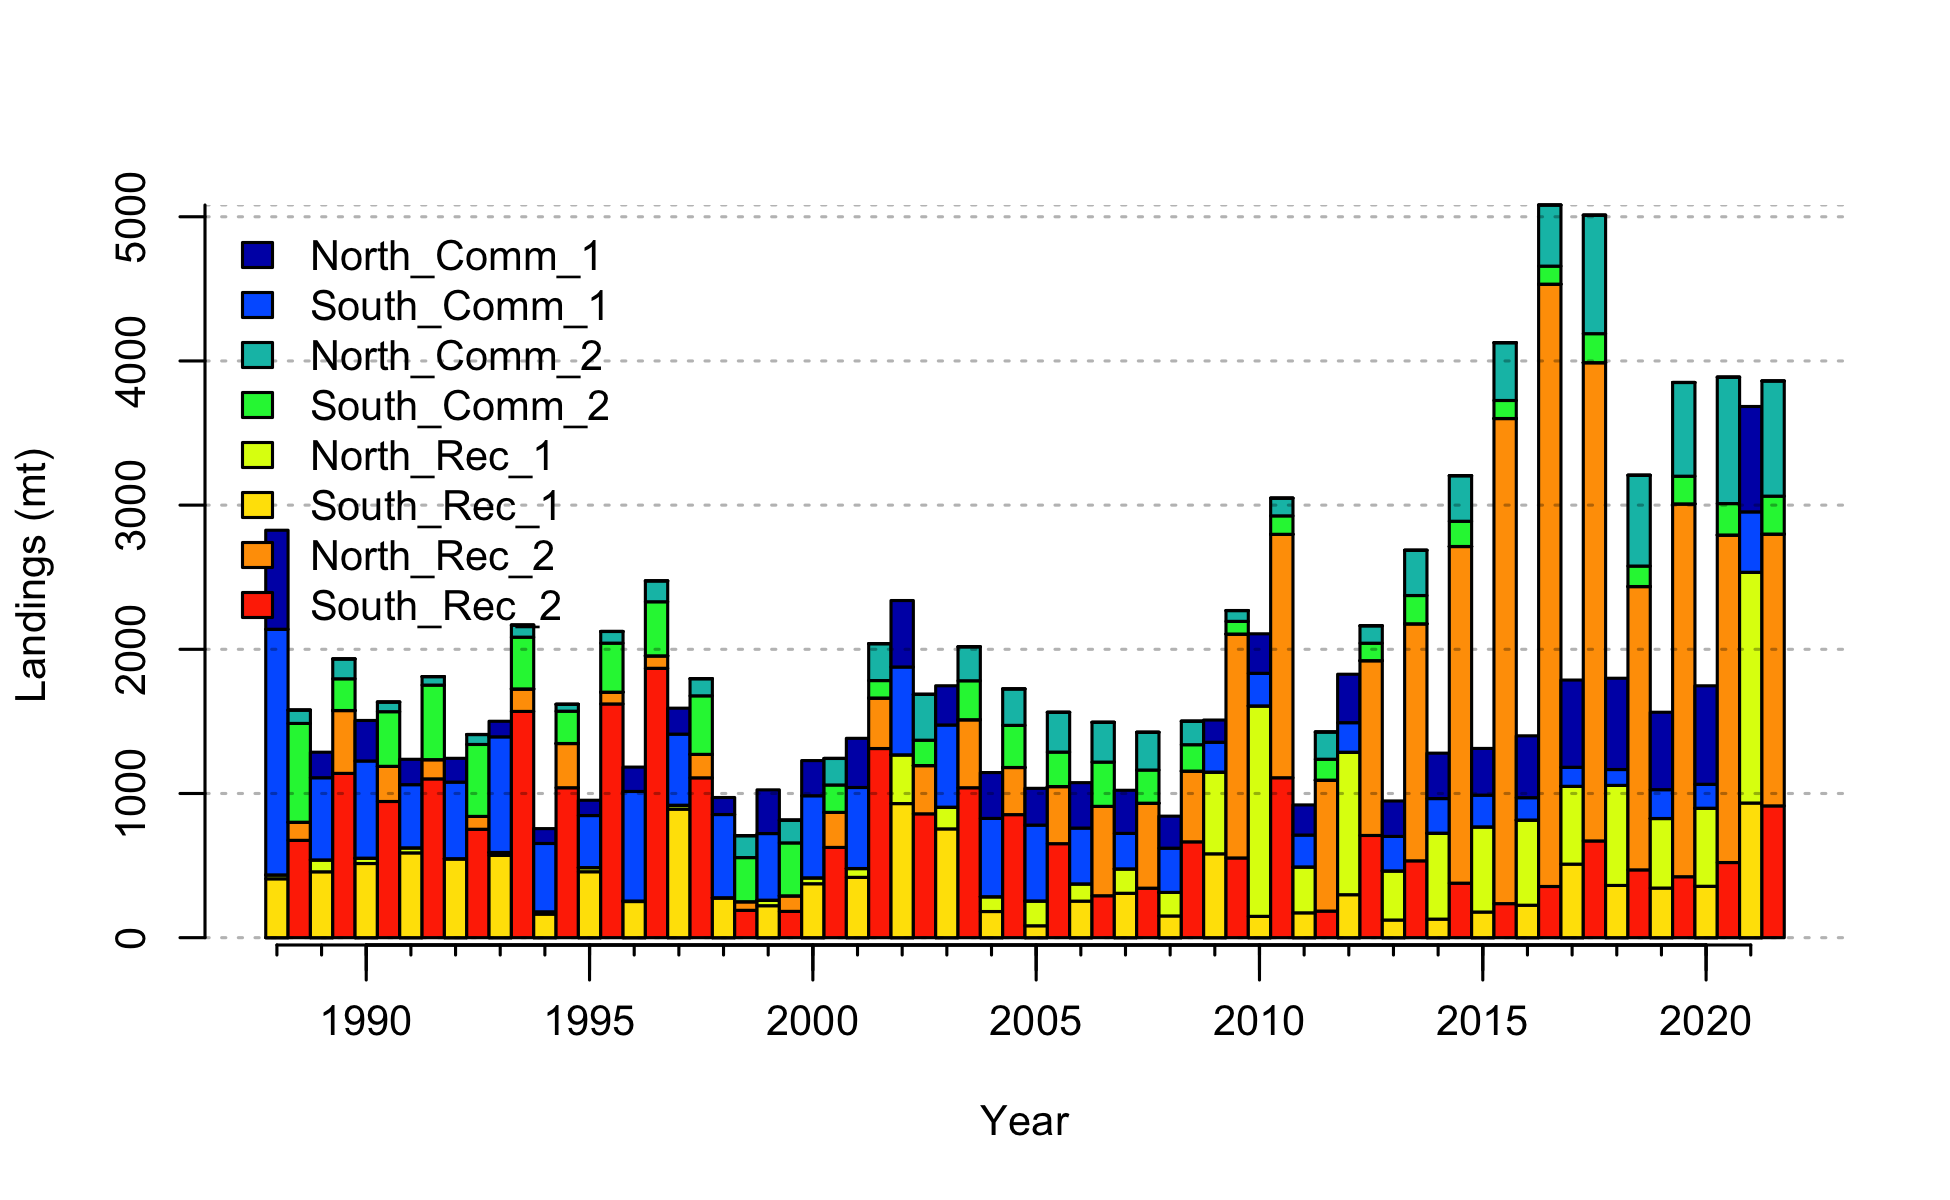 5000
4000
3000
2000
1000
0
Landings (mt)
North_Comm_1
South_Comm_1
North_Comm_2
South_Comm_2
North_Rec_1
South_Rec_1
North_Rec_2
South_Rec_2
1990 1995 2000 2005 2010 2015 2020
Year